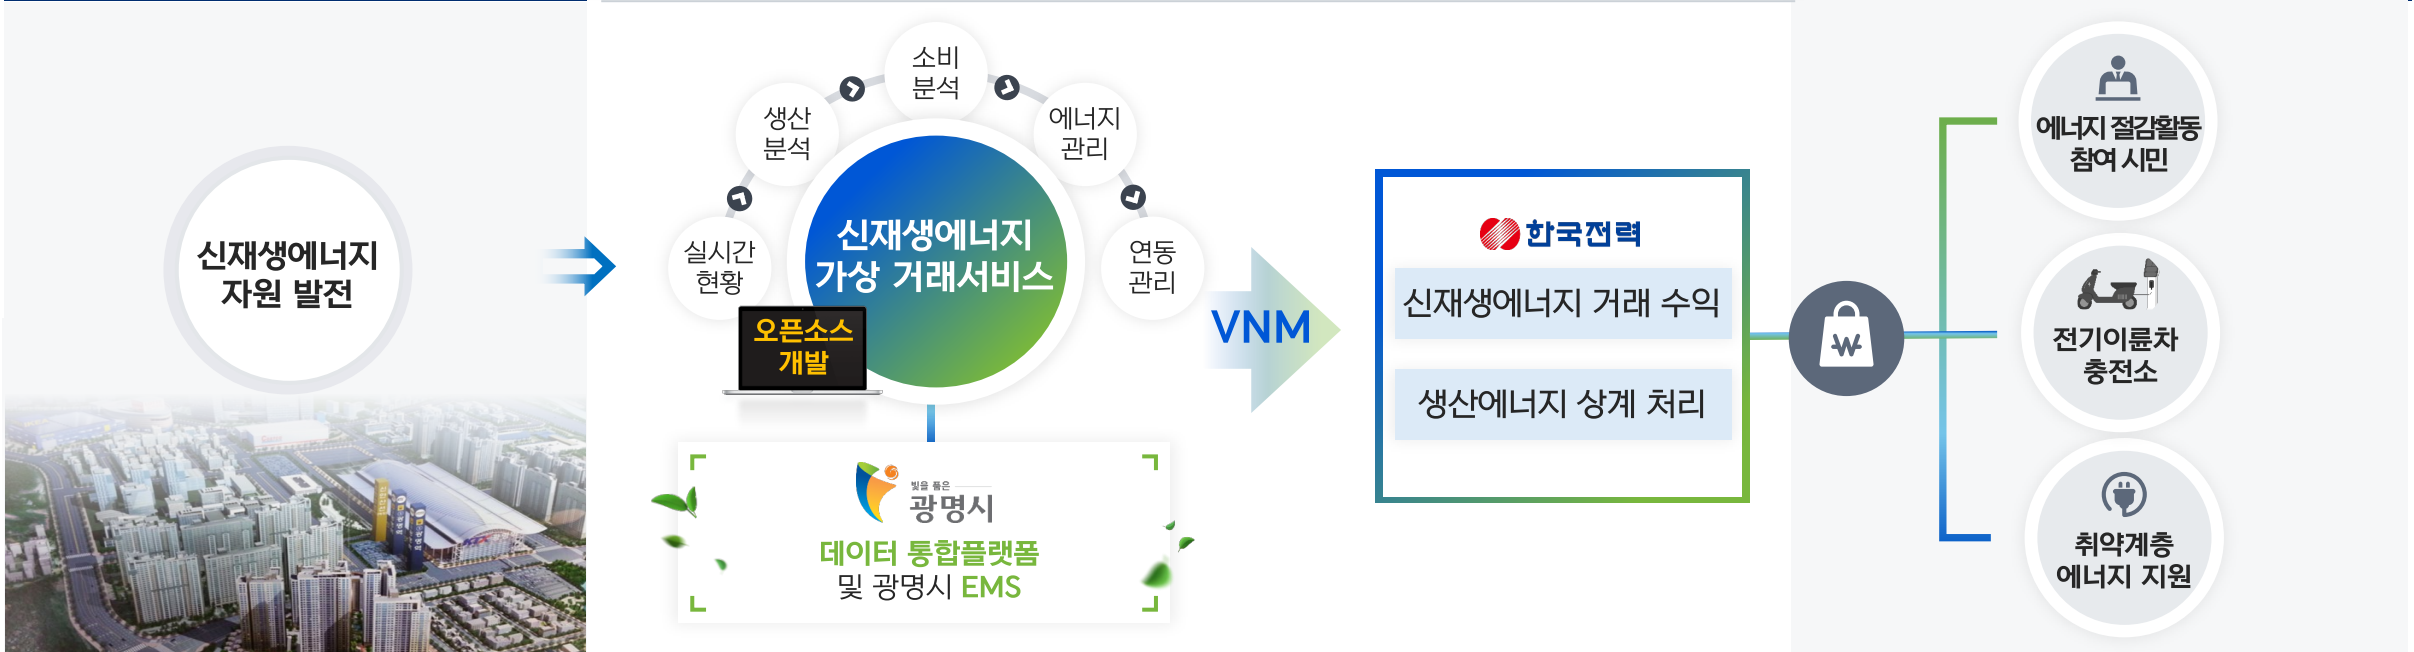 신재생에너지
자원 발전
실시간
현황
생산
분석
소비
분석
에너지
관리
연동
관리
신재생에너지
가상 거래서비스
오픈소스
개발
빛을 품은
광명시
데이터 통합플랫폼
및 광명시 EMS
VNM
한국전력
신재생에너지 거래 수익
생산에너지 상계 처리
₩
에너지 절감활동
참여 시민
전기이륜차
충전소
취약계층
에너지 지원